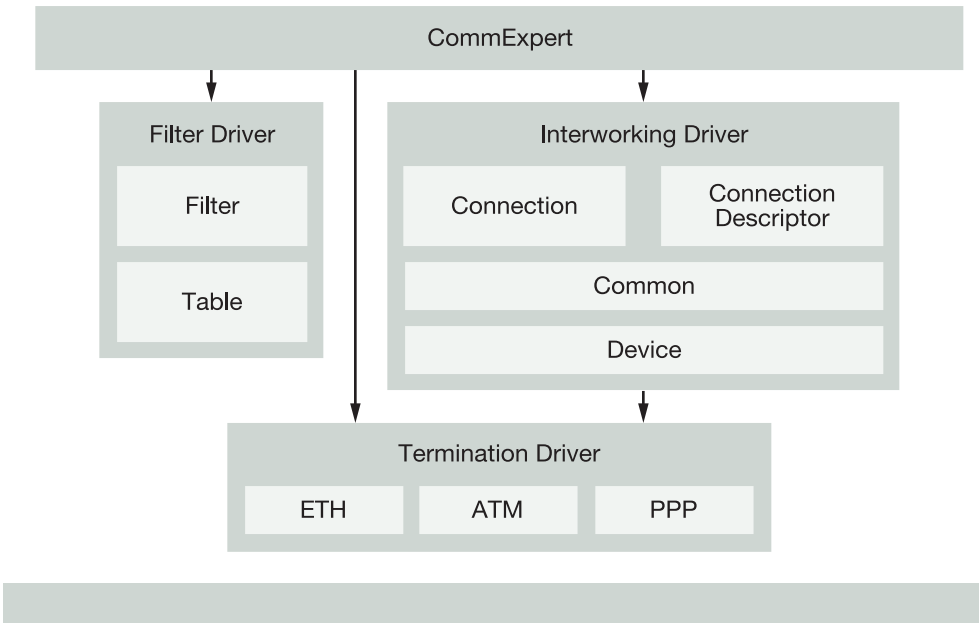 CommExpert
Filter Driver
Filter
Table
Interworking Driver
Connection
Connection
Descriptor
Common
Device
Termination Driver
ETH
ATM
PPP